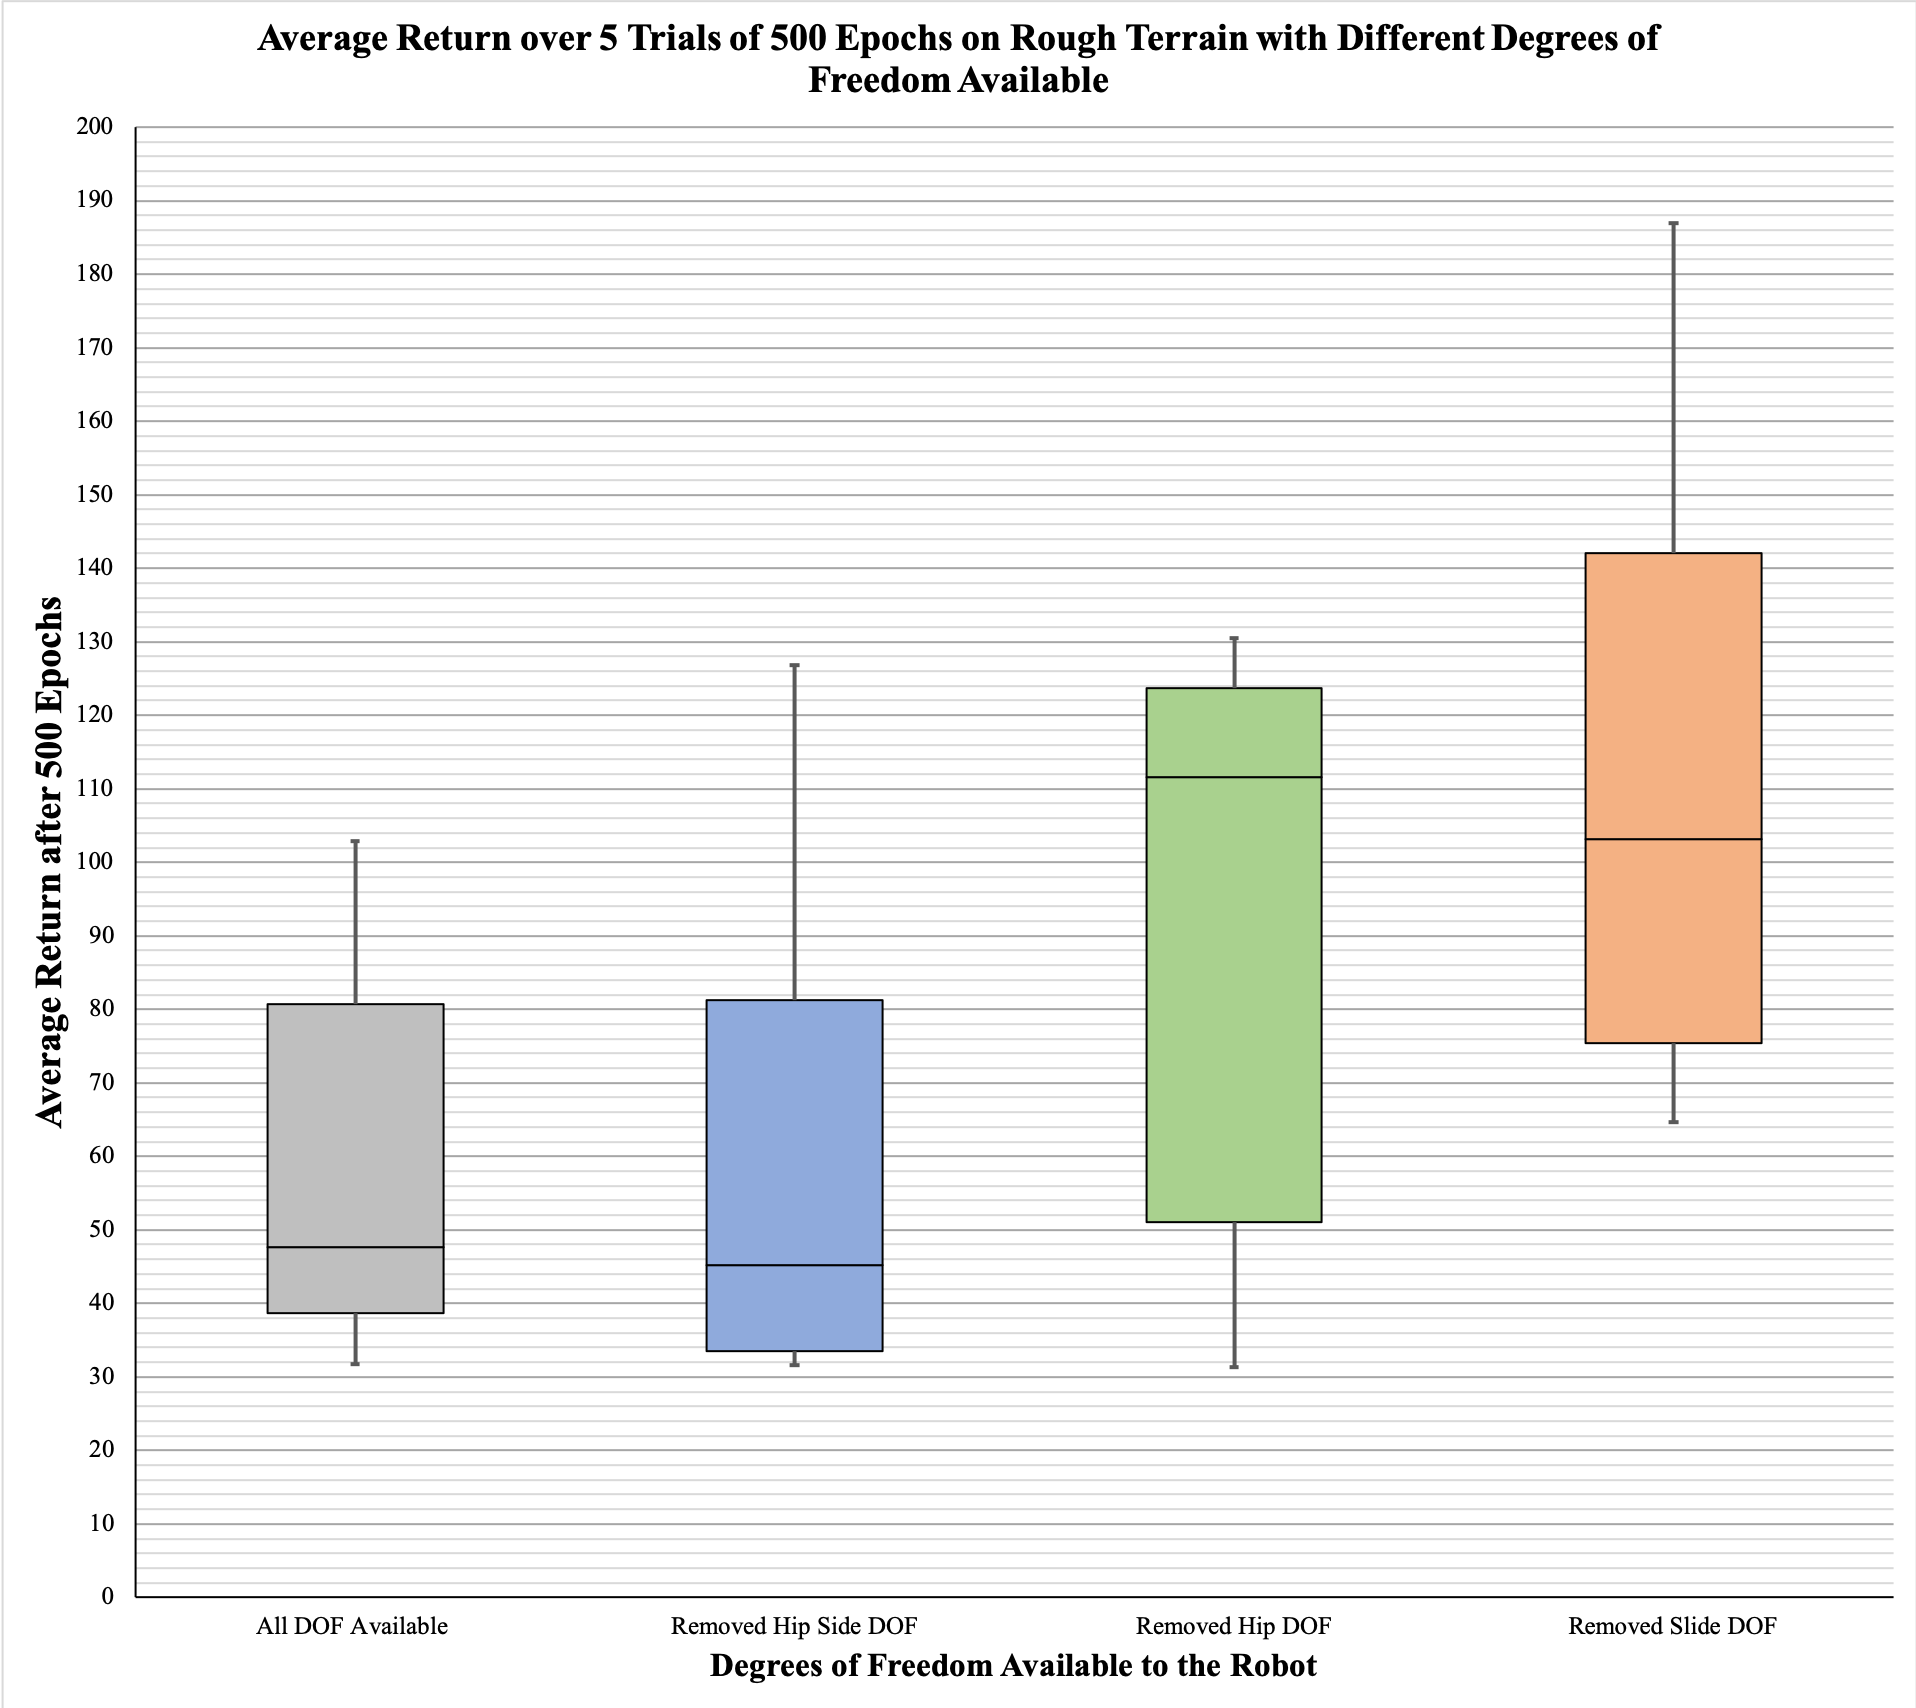 Average Return over 5 Trials of 500 Epochs on Rough Terrain with Different Degrees of
Freedom Available
Average Return after 500 Epochs
200
190
180
170
160
150
140
130
120
110
100
90
80
70
60
50
40
30
20
10
0
All DOF Available
Removed Hip Side DOF
Removed Hip DOF
Removed Slide DOF
Degrees of Freedom Available to the Robot